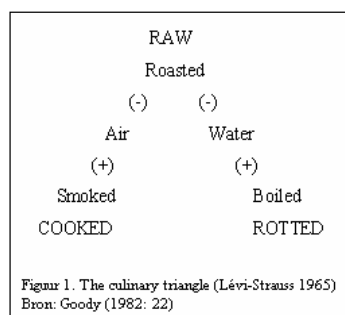 RAW
Roasted
(-) (-)
Air Water
(+) (+)
Smoked Boiled
COOKED ROTTED
Figuur 1. The culinary triangle (Lévi-Strauss 1965)
Bron: Goody (1982: 22)